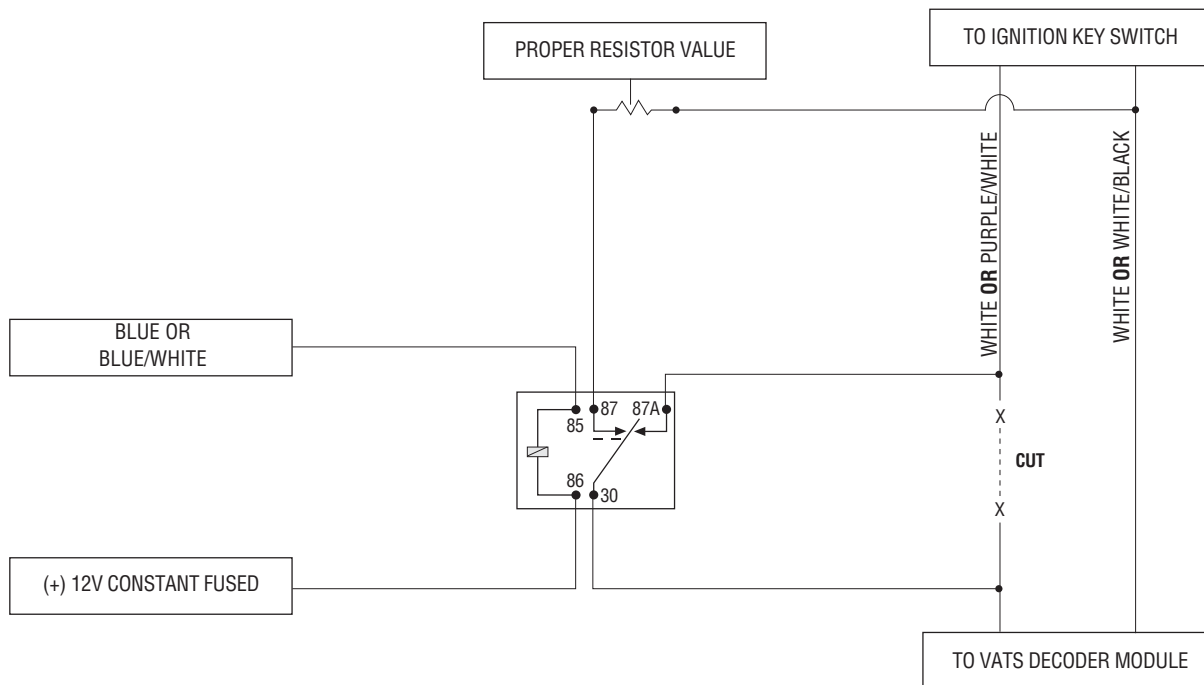 PROPER RESISTOR VALUE
TO IGNITION KEY SWITCH
WHITE OR PURPLE/WHITE
WHITE OR WHITE/BLACK
BLUE OR
BLUE/WHITE
87
87A
85
86
30
X
CUT
X
(+) 12V CONSTANT FUSED
TO VATS DECODER MODULE